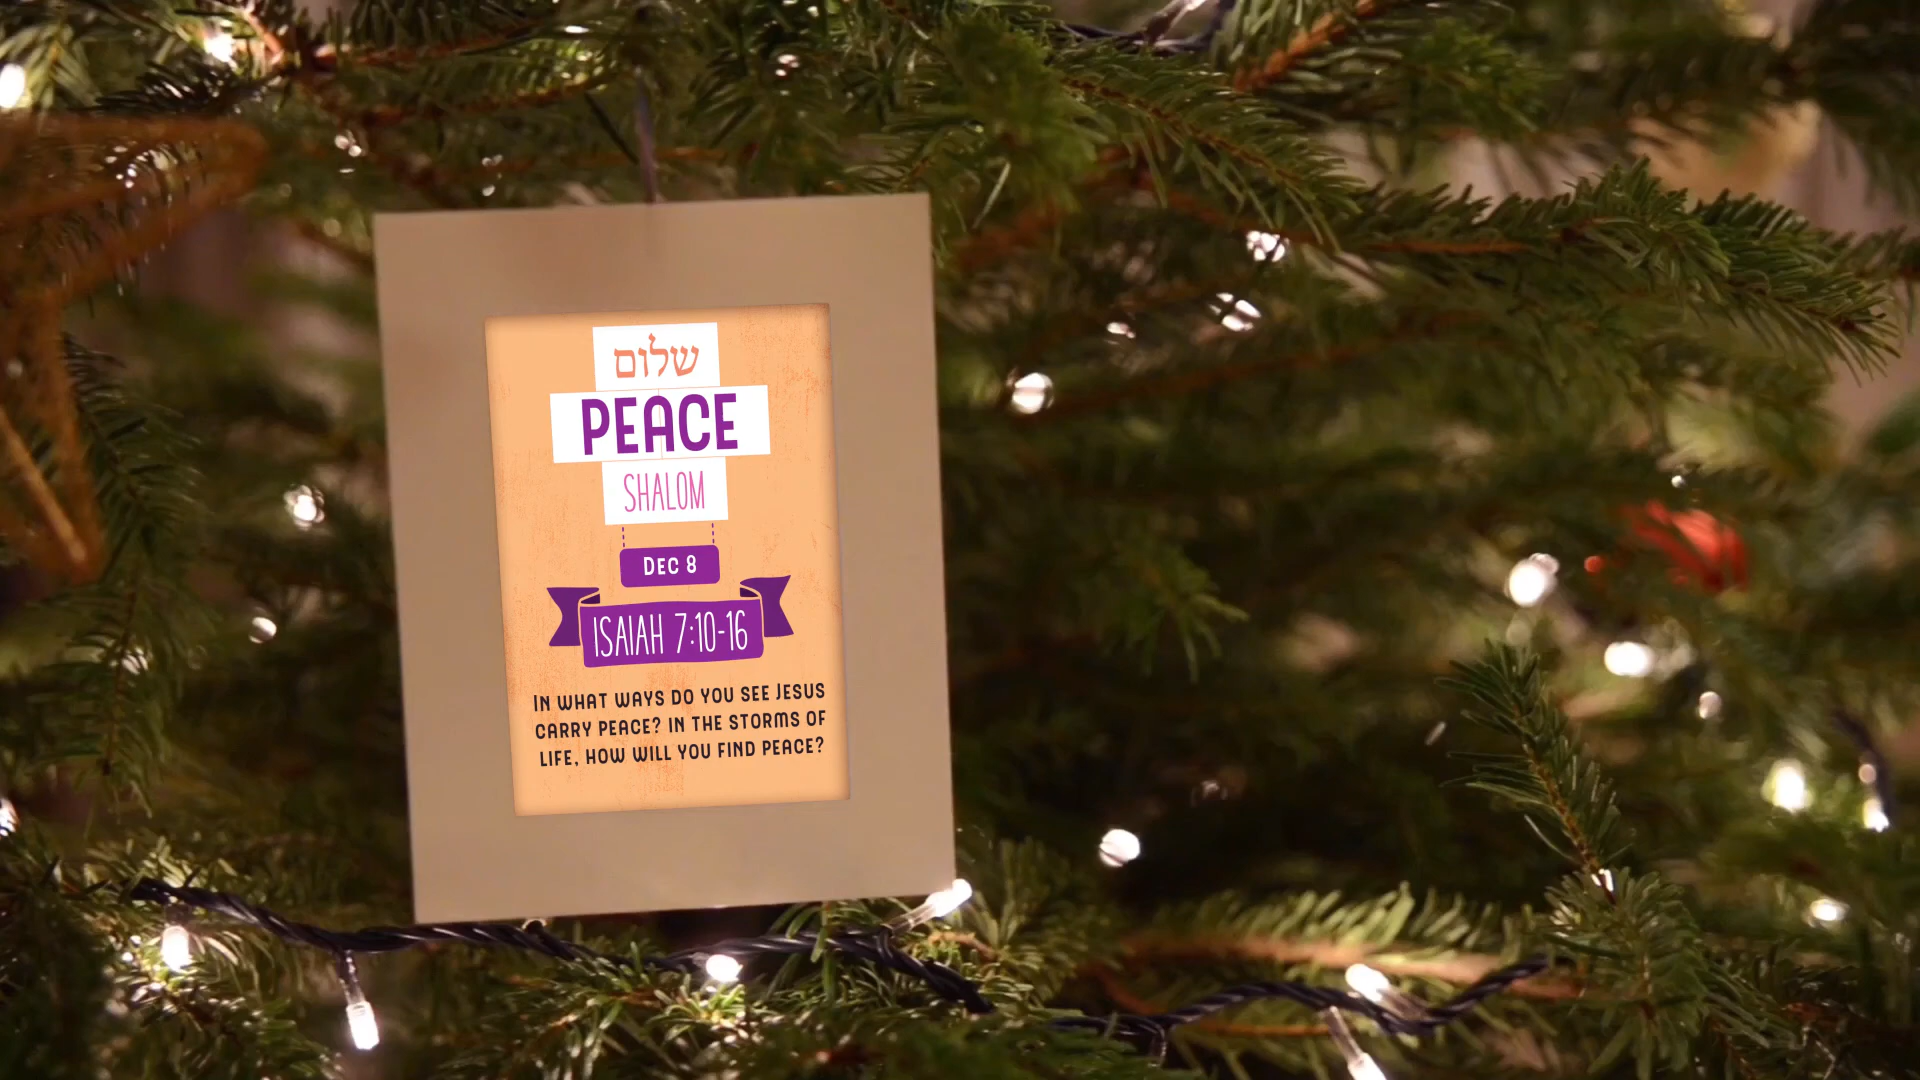 שלום
PEACE
SHALOM
DEC 8
ISAIAH 7:10-16
IN WHAT WAYS DO YOU SEE JESUS
CARRY PEACE? IN THE STORMS OF
LIFE, HOW WILL YOU FIND PEACE?